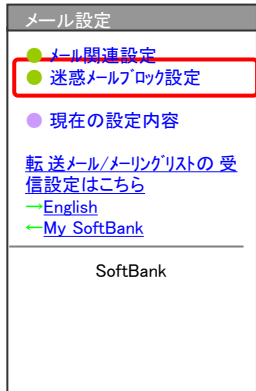 メール設定
メール関連設定
迷惑メールブロック設定
現在の設定内容
転送メール/メーリングリストの 受
信設定はこちら
→English
←My SoftBank
SoftBank